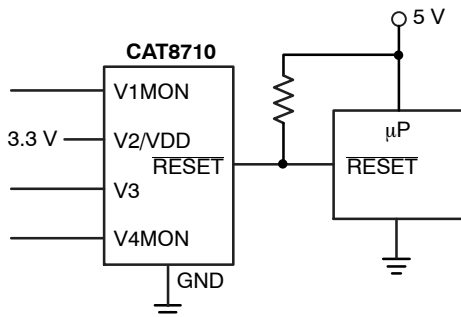 5 V
CAT8710
V1MON
3.3 V
V2/VDD
μP
RESET
RESET
V3
V4MON
GND